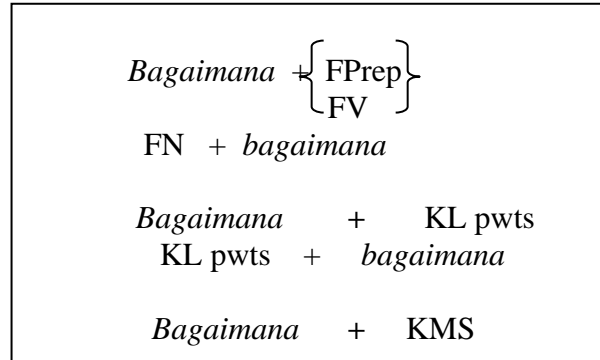 Bagaimana + { FPrep }
FV
FN + bagaimana
Bagaimana + KL pwts
KL pwts + bagaimana
Bagaimana + KMS